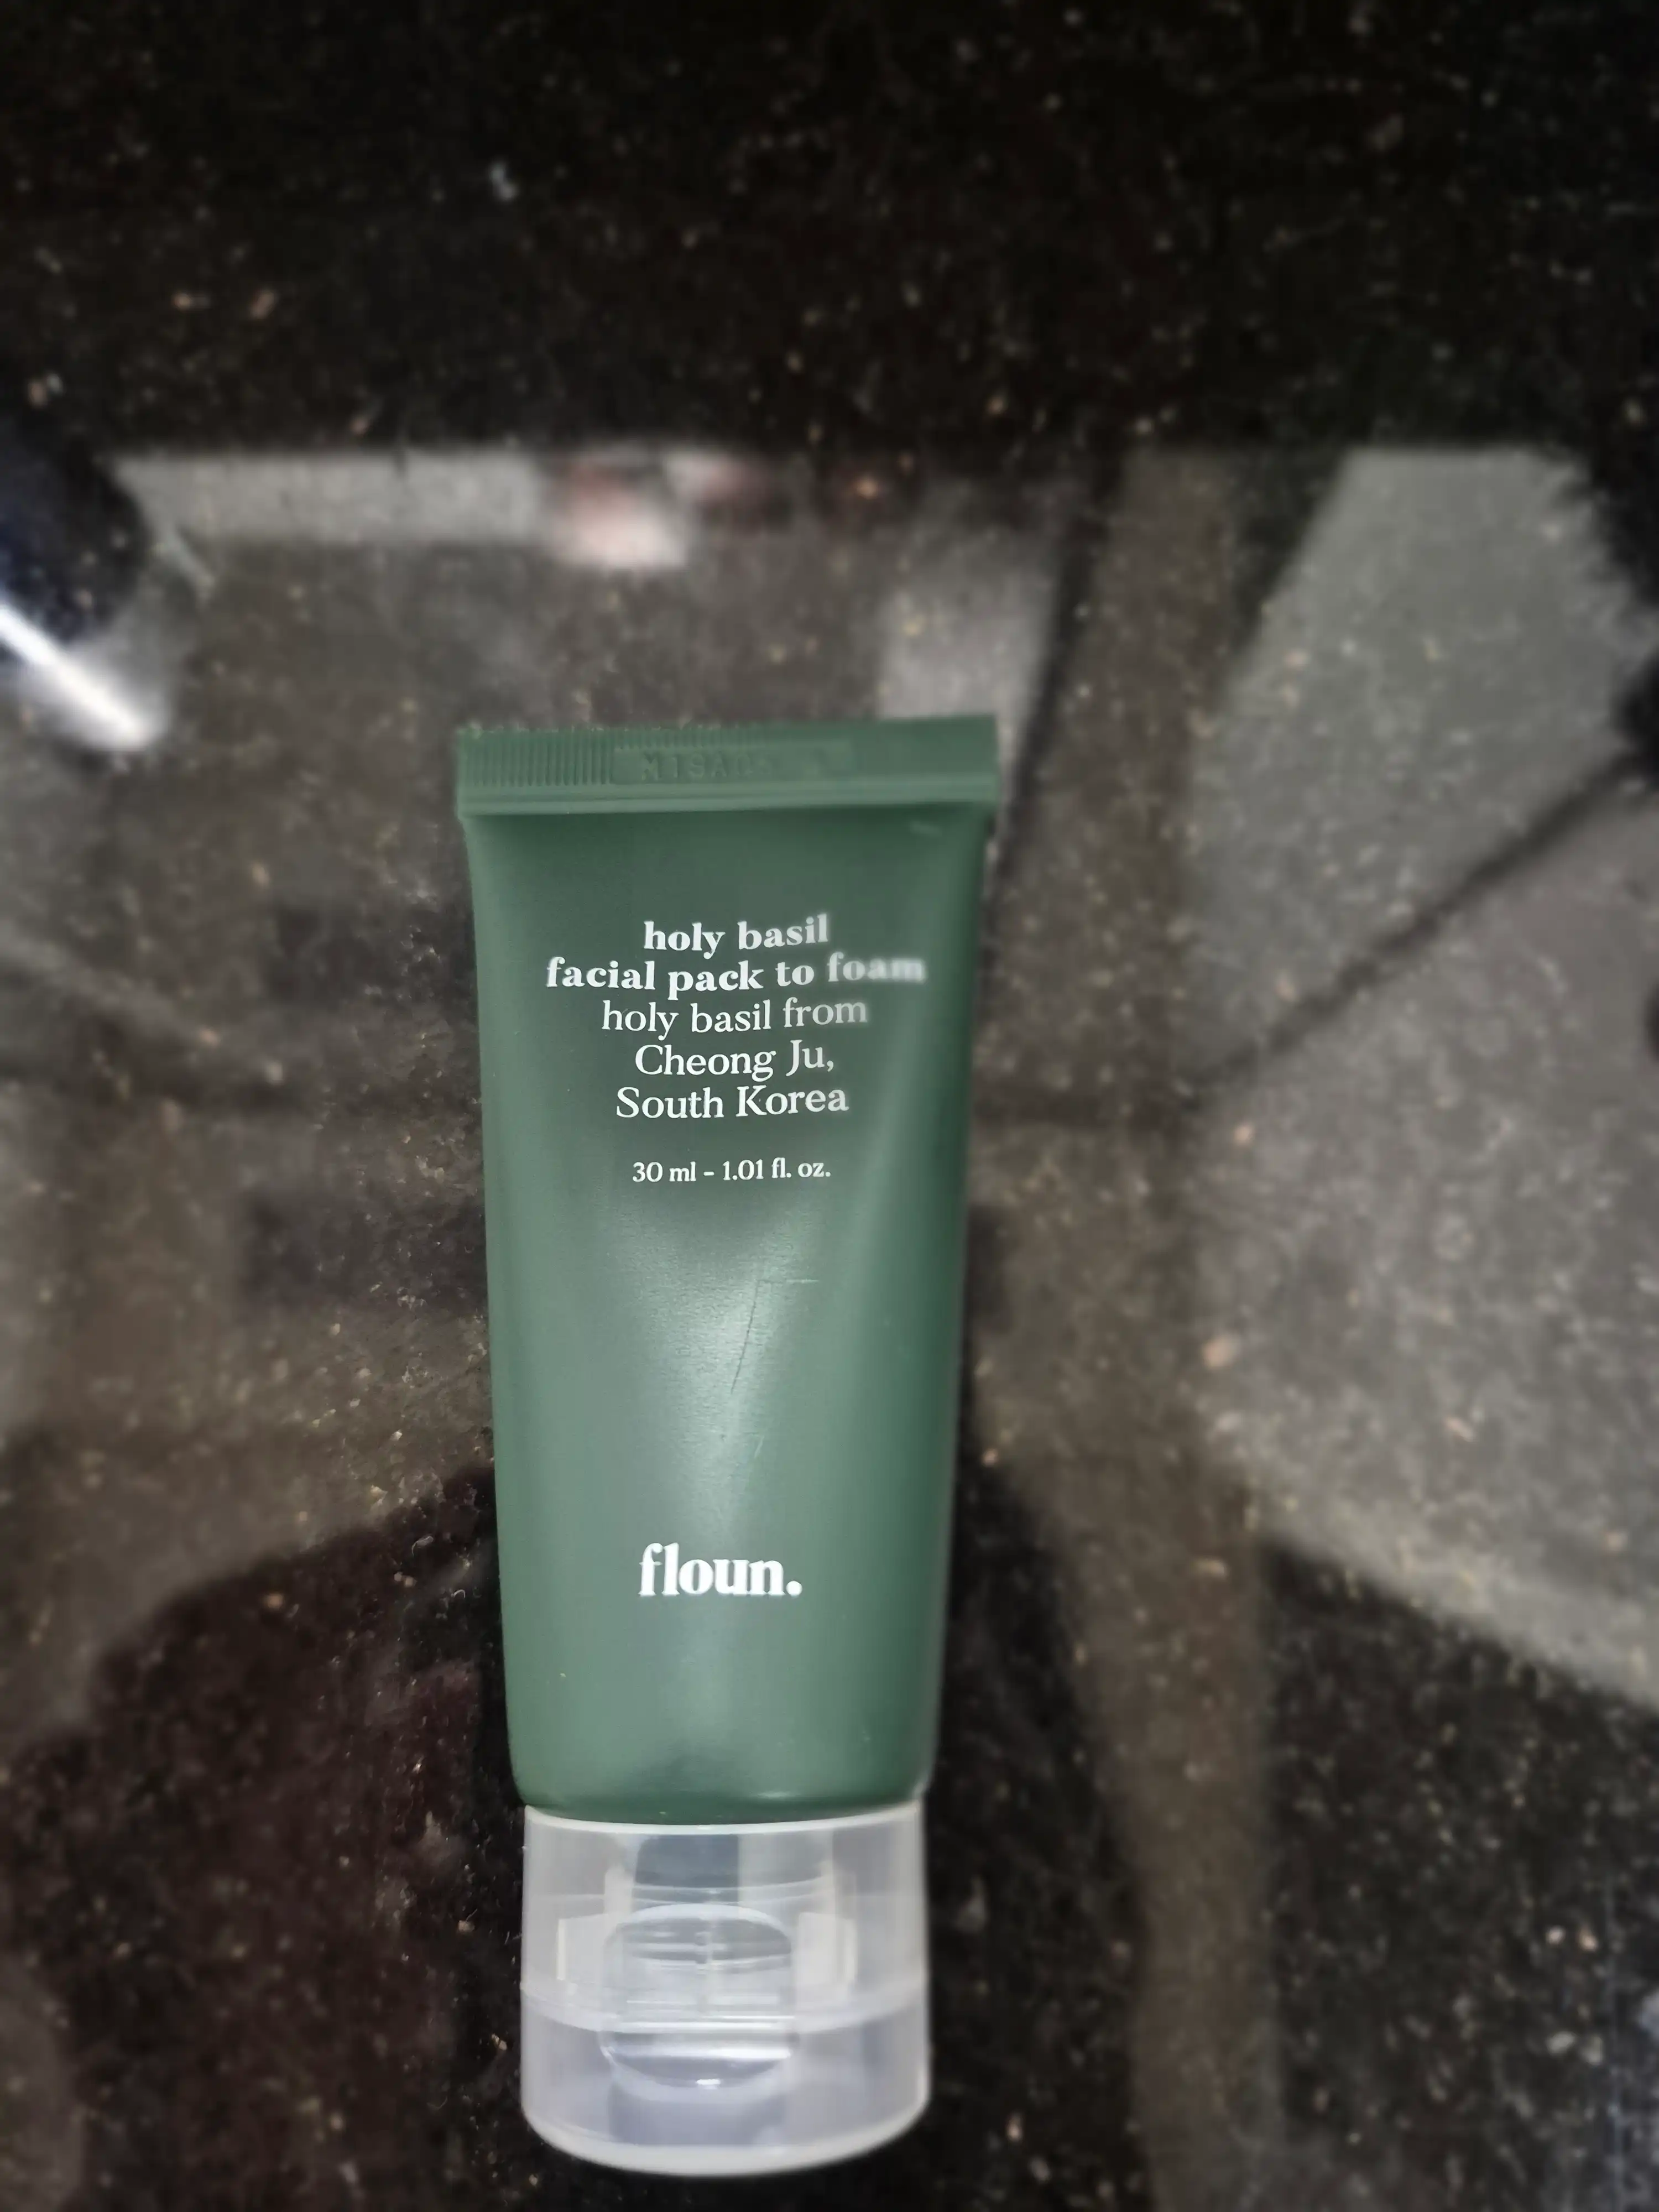 holy basil
facial pack to foam
holy basil from
Cheong Ju,
South Korea
30 ml - 1.01 fl. oz.
floun.